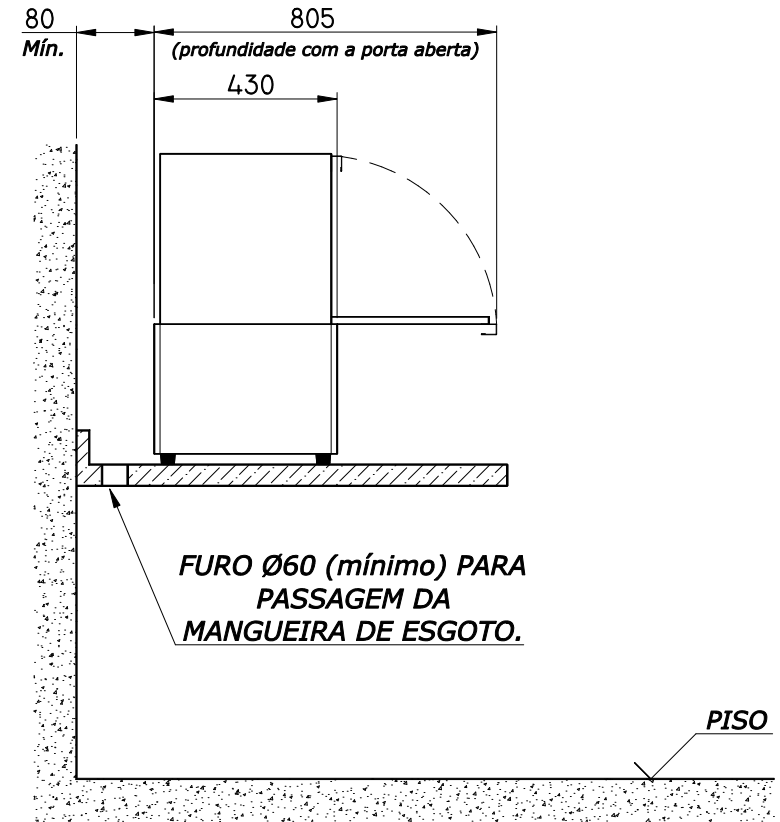 80
Mín.
805
(profundidade com a porta aberta)
430
FURO Ø60 (mínimo) PARA
PASSAGEM DA
MANGUEIRA DE ESGOTO.
PISO